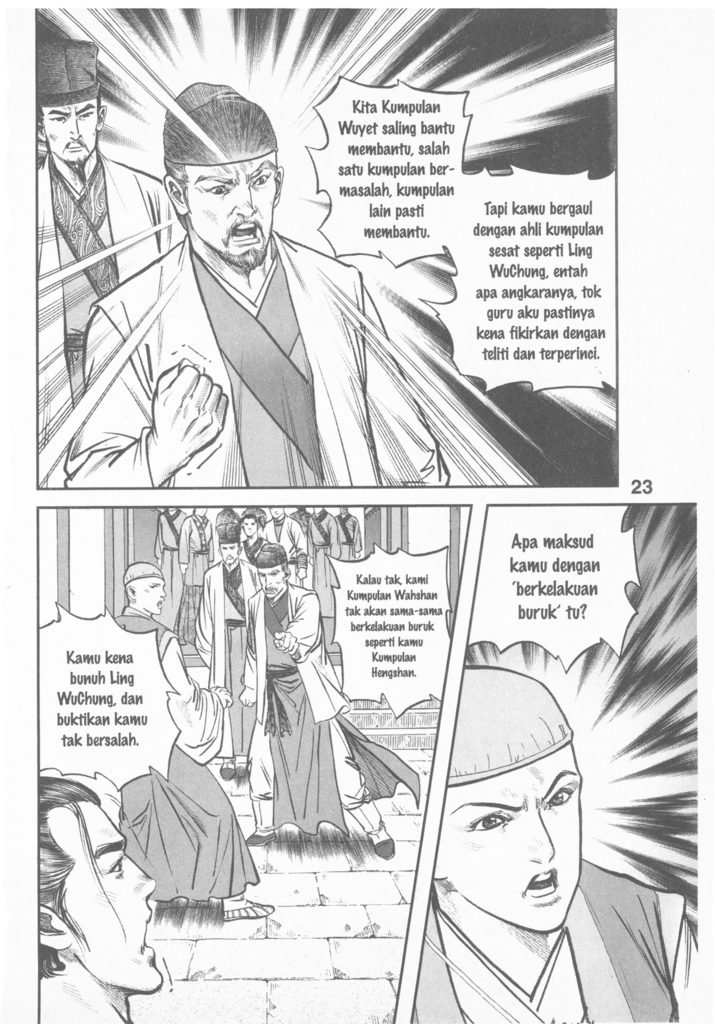 Kita Kumpulan
Wuyet saling bantu
membantu, salah
satu kumpulan ber-
masalah, kumpulan
lain pasti
membantu.
Tapi kamu bergaul
dengan ahli kumpulan
sesat seperti Ling
WuChung, entah
apa angkaranya, tok
guru aku pastinya
kena fikirkan dengan
teliti dan terperinci.
23
Kamu kena
bunuh Ling
WuChung, dan
buktikan kamu
tak bersalah.
Kalau tak, kami
Kumpulan Wahshan
tak akan sama-sama
berkelakuan buruk
seperti kamu
Kumpulan
Hengshan.
Apa maksud
kamu dengan
‘berkelakuan
buruk’ tu?